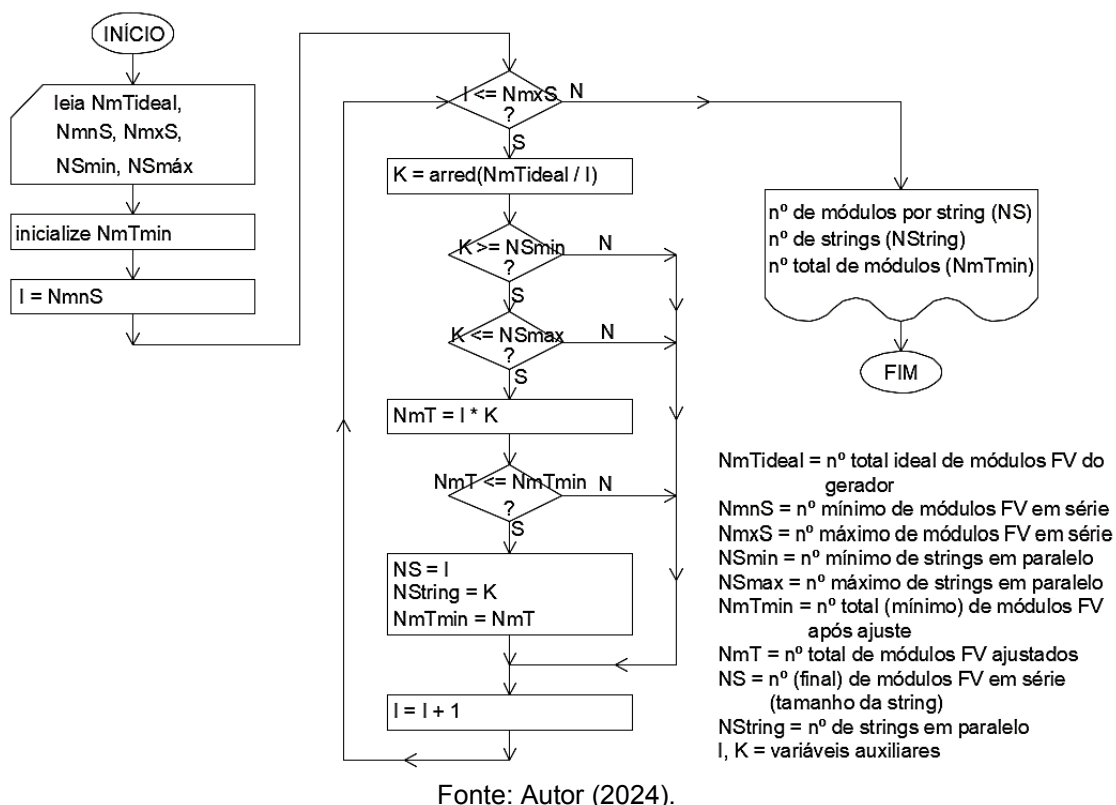 INÍCIO
leia NmTideal,
NmnS, NmxS,
NSmin, NSmáx
inicialize NmTmin
I = NmnS
I <= NmxS
?
N
S
K = arred(NmTideal / I)
K >= NSmin
?
N
S
K <= NSmax
?
N
S
NmT = I * K
NmT <= NmTmin
?
N
S
NS = I
NString = K
NmTmin = NmT
I = I + 1
nº de módulos por string (NS)
nº de strings (NString)
nº total de módulos (NmTmin)
FIM
NmTideal = nº total ideal de módulos FV do
gerador
NmnS = nº mínimo de módulos FV em série
NmxS = nº máximo de módulos FV em série
NSmin = nº mínimo de strings em paralelo
NSmax = nº máximo de strings em paralelo
NmTmin = nº total (mínimo) de módulos FV
após ajuste
NmT = nº total de módulos FV ajustados
NS = nº (final) de módulos FV em série
(tamanho da string)
NString = nº de strings em paralelo
I, K = variáveis auxiliares
Fonte: Autor (2024).